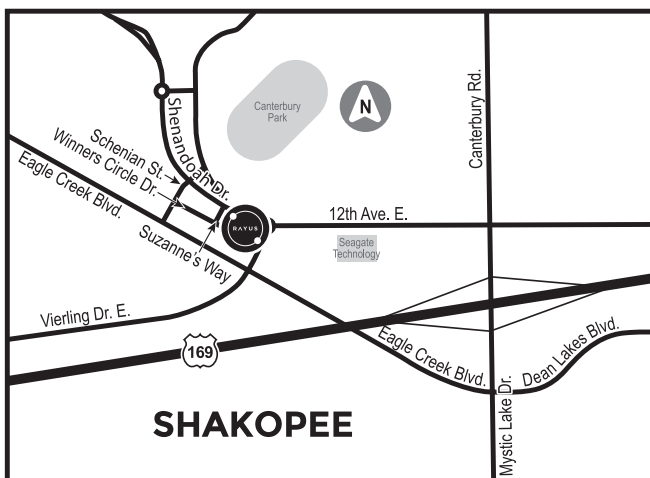 Canterbury
Park
N
Canterbury Rd.
Shenandoah Dr.
Schenian St.
Winners Circle Dr.
Eagle Creek Blvd.
Suzanne's Way
RAYUS
12th Ave. E.
Seagate
Technology
Vierling Dr. E.
169
Eagle Creek Blvd.
Dean Lakes Blvd.
Mystic Lake Dr.
SHAKOPEE